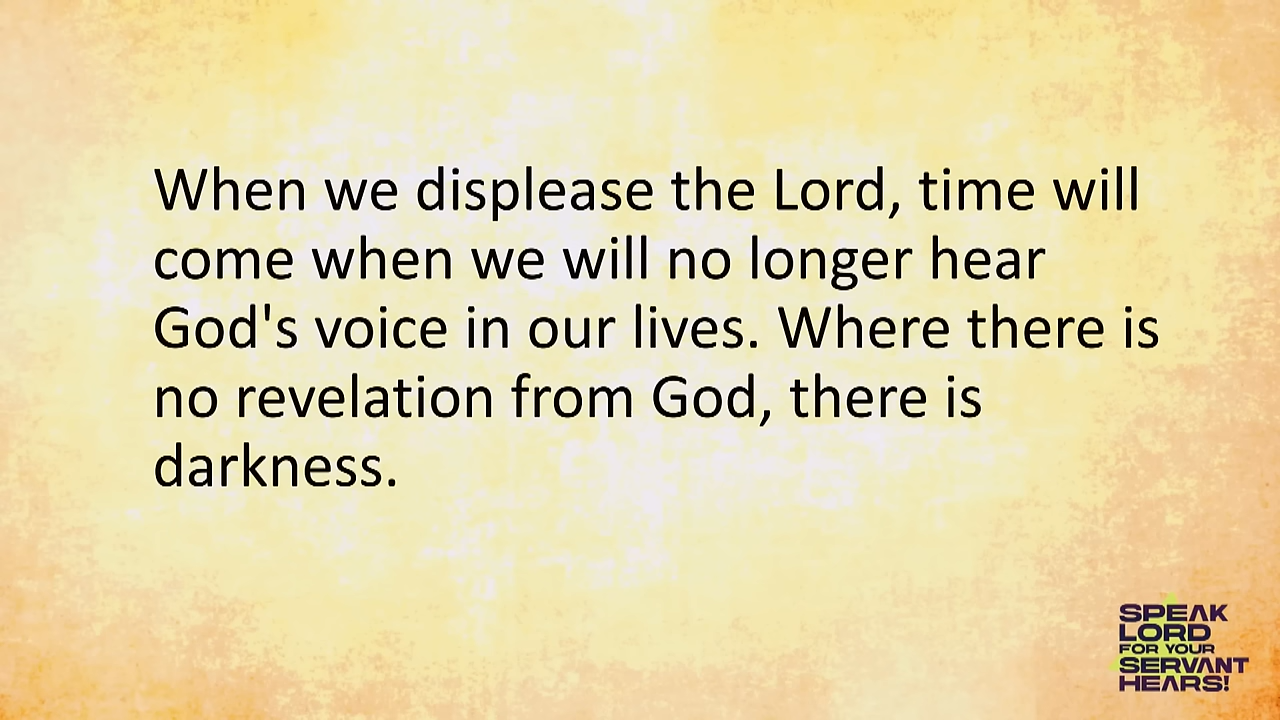 When we displease the Lord, time will
come when we will no longer hear
God's voice in our lives. Where there is
no revelation from God, there is
darkness.
SPEAK
LORD
FOR YOUR
SERVANT
HEARS!